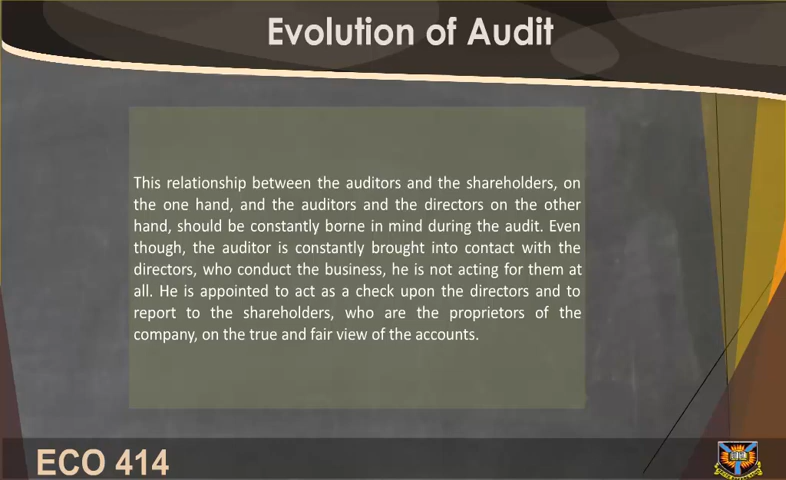 Evolution of Audit
This relationship between the auditors and the shareholders, on
the one hand, and the auditors and the directors on the other
hand, should be constantly borne in mind during the audit. Even
though, the auditor is constantly brought into contact with the
directors, who conduct the business, he is not acting for them at
all. He is appointed to act as a check upon the directors and to
report to the shareholders, who are the proprietors of the
company, on the true and fair view of the accounts.
ECO 414